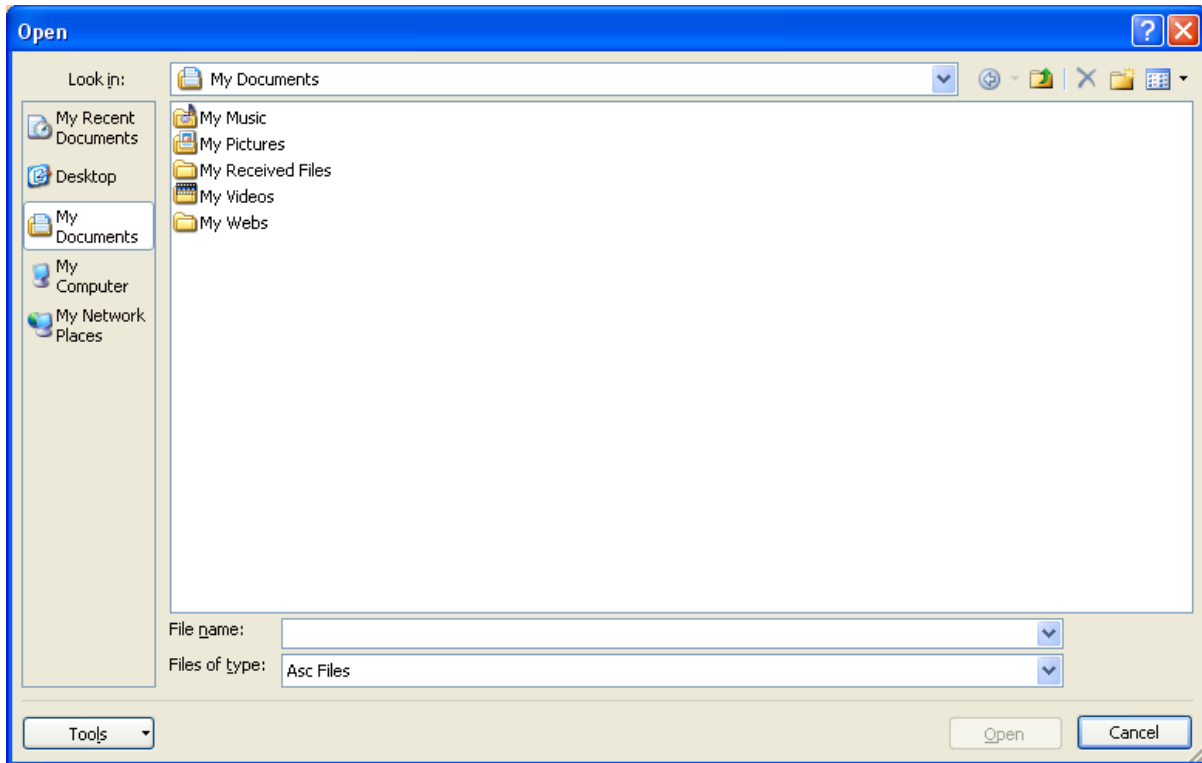 Open
Look in:
My Documents
My Recent
Documents
Desktop
My
Documents
My
Computer
My Network
Places
My Music
My Pictures
My Received Files
My Videos
My Webs
File name:
Files of type:
Asc Files
Tools
Open
Cancel